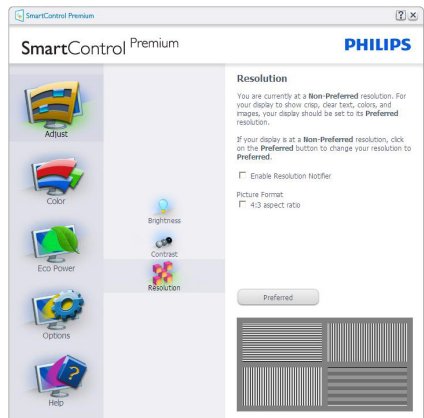 SmartControl Premium
SmartControl Premium
PHILIPS
Adjust
Color
Eco Power
Options
Help
Brightness
Contrast
Resolution
Resolution
You are currently at a Non-Preferred resolution. For
your display to show crisp, clear text, colors, and
images, your display should be set to its Preferred
resolution.
If your display is at a Non-Preferred resolution, click
on the Preferred button to change your resolution to
Preferred.
Enable Resolution Notifier
Picture Format
4:3 aspect ratio
Preferred